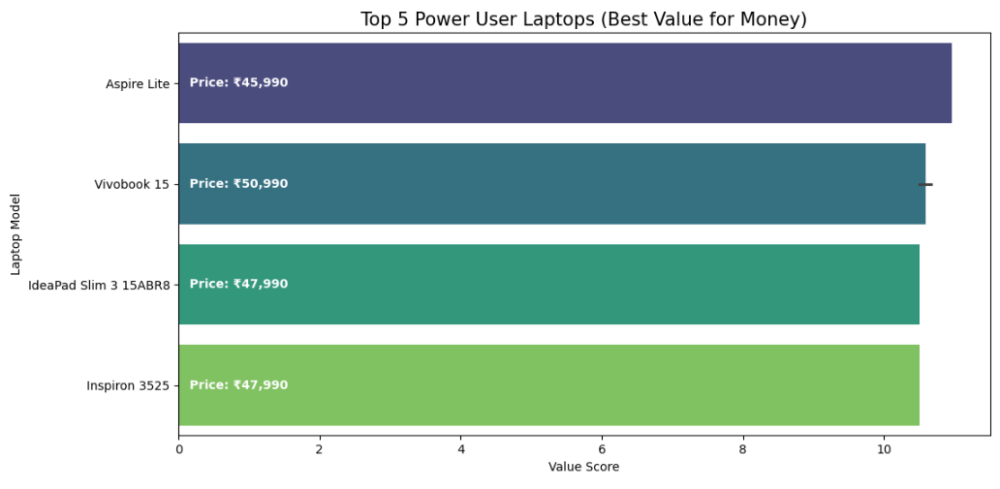 Top 5 Power User Laptops (Best Value for Money)
Laptop Model
Aspire Lite
Price: ₹45,990
Vivobook 15
Price: ₹50,990
IdeaPad Slim 3 15ABR8
Price: ₹47,990
Inspiron 3525
Price: ₹47,990
0 2 4 6 8 10
Value Score